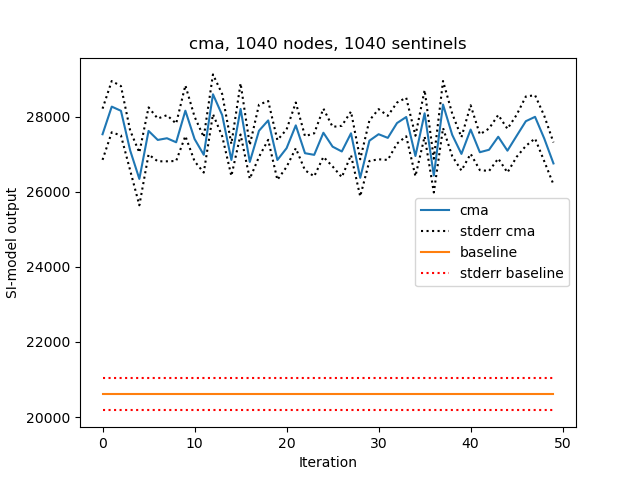 cma, 1040 nodes, 1040 sentinels
SI-model output
28000
26000
24000
22000
20000
cma
stderr cma
baseline
stderr baseline
0
10
20
30
40
50
Iteration